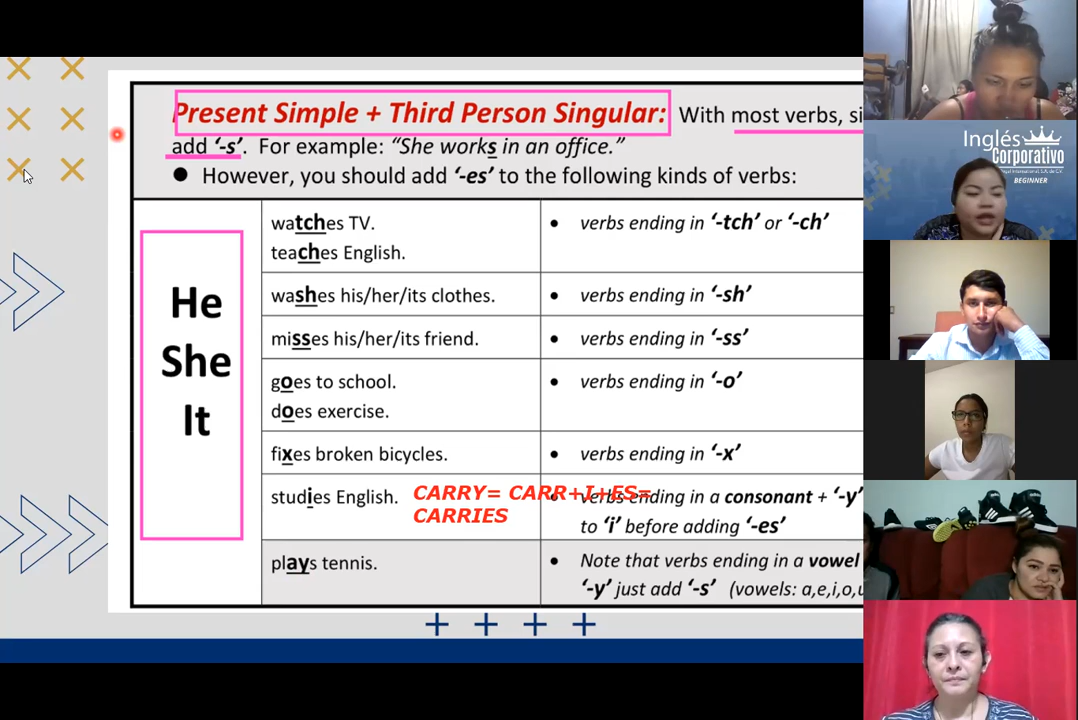 Present Simple + Third Person Singular: With most verbs, si
add '-s'. For example: "She works in an office."
● However, you should add '-es' to the following kinds of verbs:
He
She
It
watches TV.
teaches English.
• verbs ending in '-tch' or '-ch'
washes his/her/its clothes.
• verbs ending in '-sh'
misses his/her/its friend.
• verbs ending in '-ss'
goes to school.
does exercise.
• verbs ending in '-o'
fixes broken bicycles.
• verbs ending in '-x'
studies English.
CARRY= CARR+I+ES=
CARRIES
• verbs ending in a consonant + '-y'
to 'i' before adding '-es'
plays tennis.
• Note that verbs ending in a vowel
'-y' just add '-s' (vowels: a,e,i,o,u
Inglés
Corporativo
BEGINNER